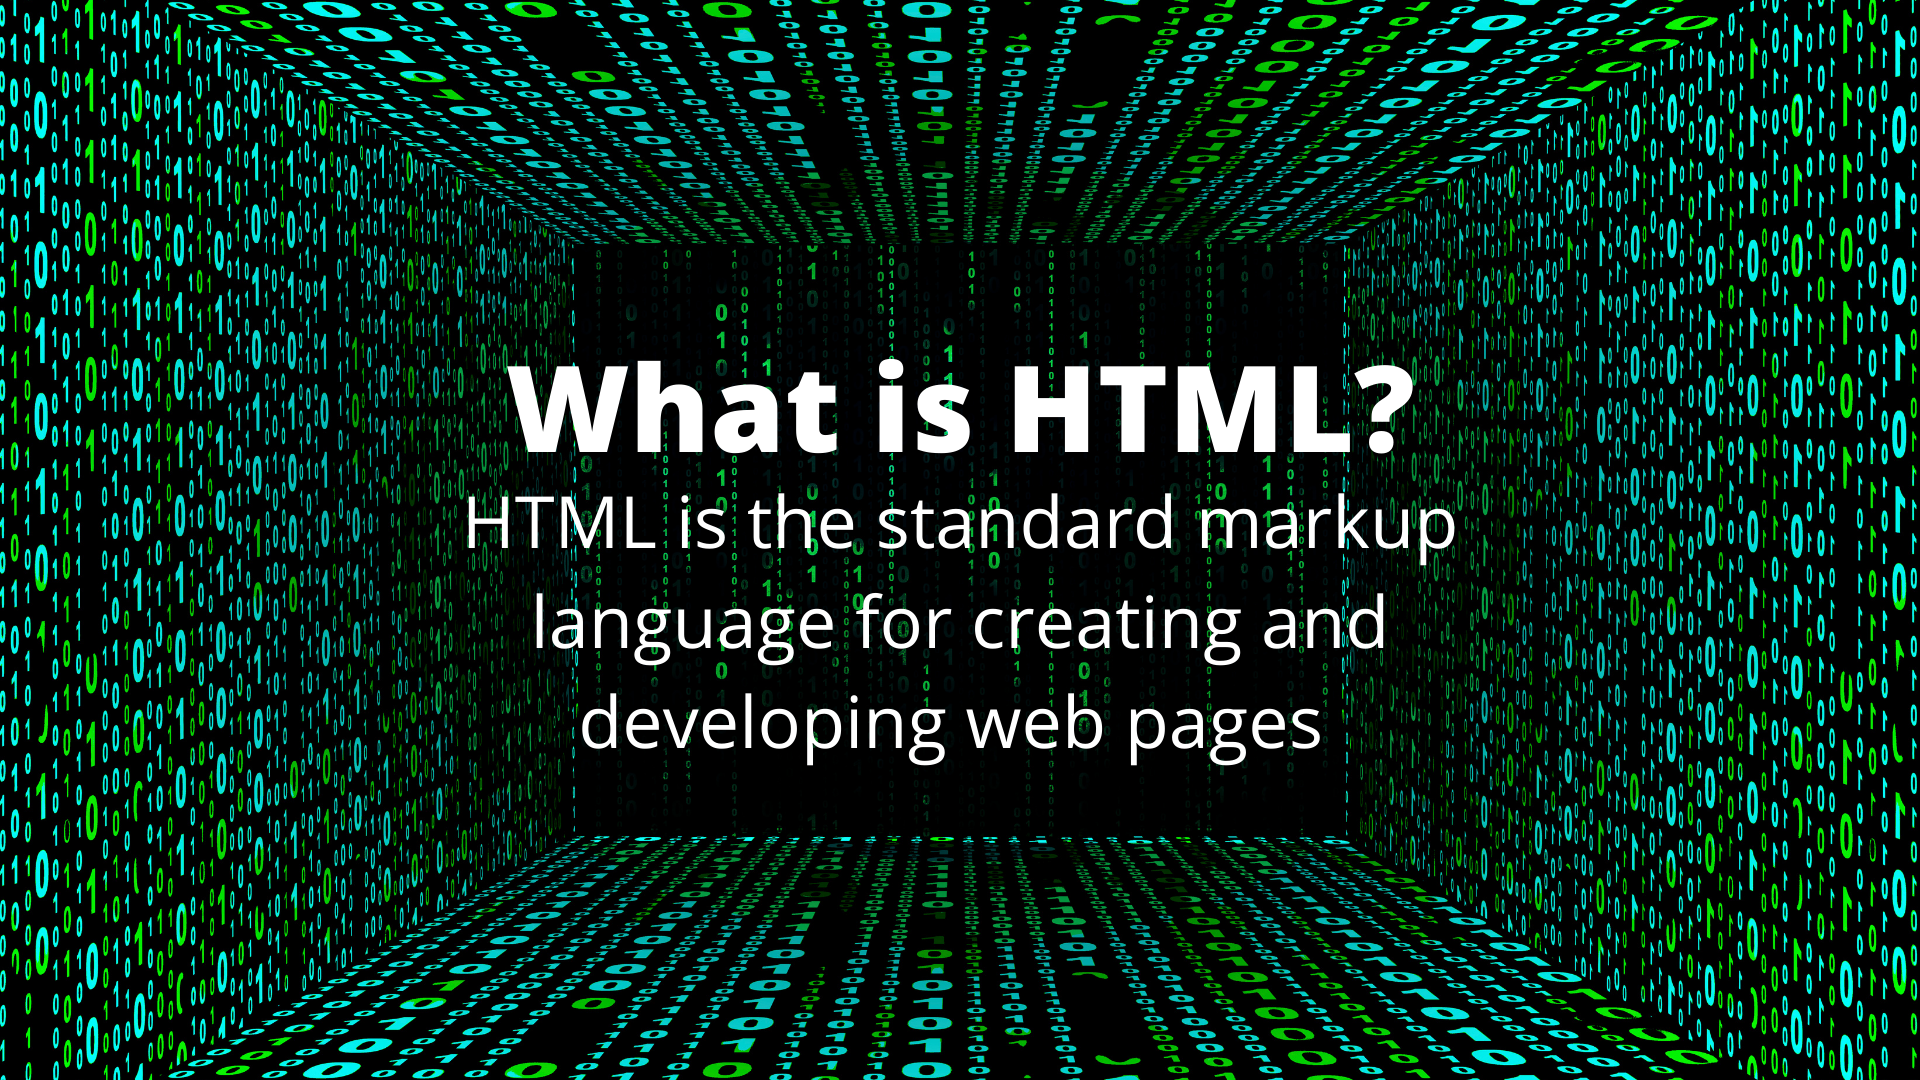 What is HTML?
HTML is the standard markup
language for creating and
developing web pages